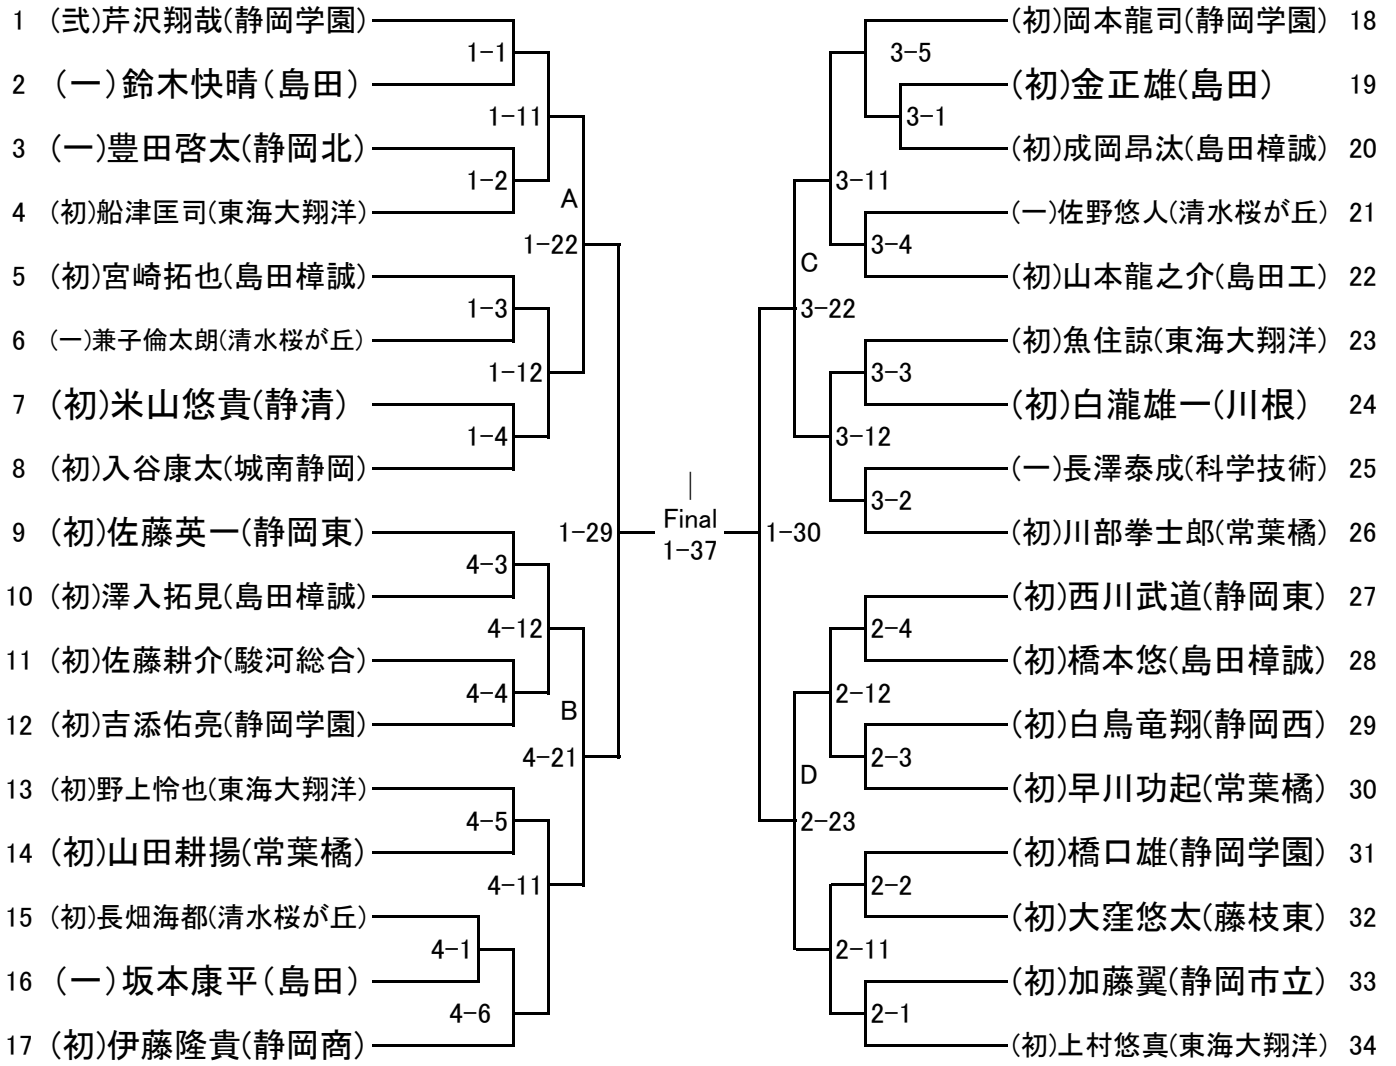 1 (弐)芹沢翔哉(静岡学園)
2 (一)鈴木快晴(島田)
3 (一)豊田啓太(静岡北)
4 (初)船津匡司(東海大翔洋)
5 (初)宮崎拓也(島田樟誠)
6 (一)兼子倫太朗(清水桜が丘)
7 (初)米山悠貴(静清)
8 (初)入谷康太(城南静岡)
9 (初)佐藤英一(静岡東)
10 (初)澤入拓見(島田樟誠)
11 (初)佐藤耕介(駿河総合)
12 (初)吉添佑亮(静岡学園)
13 (初)野上怜也(東海大翔洋)
14 (初)山田耕揚(常葉橘)
15 (初)長畑海都(清水桜が丘)
16 (一)坂本康平(島田)
17 (初)伊藤隆貴(静岡商)
1-1
1-2
1-3
1-4
4-3
4-4
4-5
4-1
4-6
1-11
1-12
4-12
4-11
A
1-22
B
4-21
1-29
Final
1-37
1-30
C
3-22
D
2-23
3-11
3-12
2-12
2-11
3-5
3-1
3-4
3-3
3-2
2-4
2-3
2-2
2-1
(初)岡本龍司(静岡学園) 18
(初)金正雄(島田) 19
(初)成岡昂汰(島田樟誠) 20
(一)佐野悠人(清水桜が丘) 21
(初)山本龍之介(島田工) 22
(初)魚住諒(東海大翔洋) 23
(初)白瀧雄一(川根) 24
(一)長澤泰成(科学技術) 25
(初)川部拳士郎(常葉橘) 26
(初)西川武道(静岡東) 27
(初)橋本悠(島田樟誠) 28
(初)白鳥竜翔(静岡西) 29
(初)早川功起(常葉橘) 30
(初)橋口雄(静岡学園) 31
(初)大窪悠太(藤枝東) 32
(初)加藤翼(静岡市立) 33
(初)上村悠真(東海大翔洋) 34